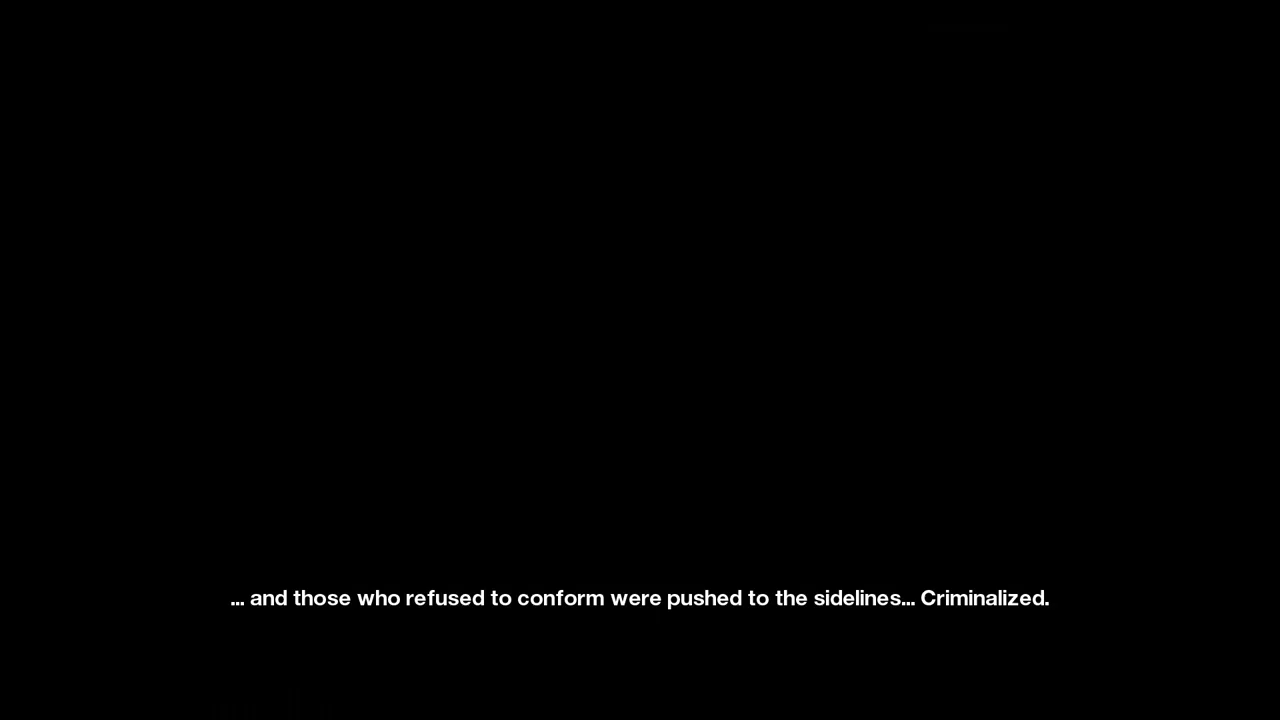 ... and those who refused to conform were pushed to the sidelines... Criminalized.